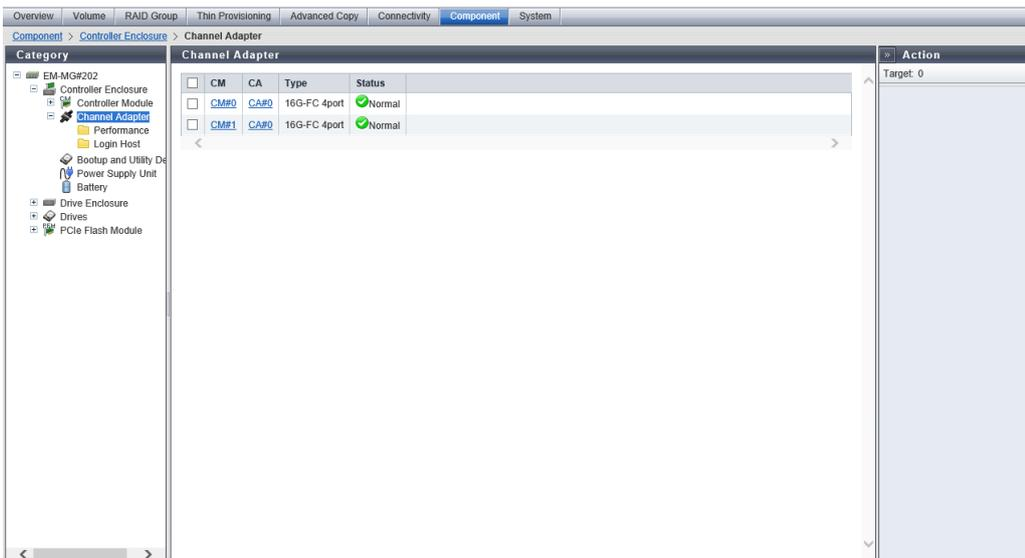 Overview Volume RAID Group Thin Provisioning Advanced Copy Connectivity Component System
Component > Controller Enclosure > Channel Adapter
Category
EM-MG#202
Controller Enclosure
CM Controller Module
Channel Adapter
Performance
Login Host
Bootup and Utility De
Power Supply Unit
Battery
Drive Enclosure
Drives
PCIe Flash Module
Channel Adapter
CM CA Type Status
CM#0 CA#0 16G-FC 4port Normal
CM#1 CA#0 16G-FC 4port Normal
» Action
Target: 0